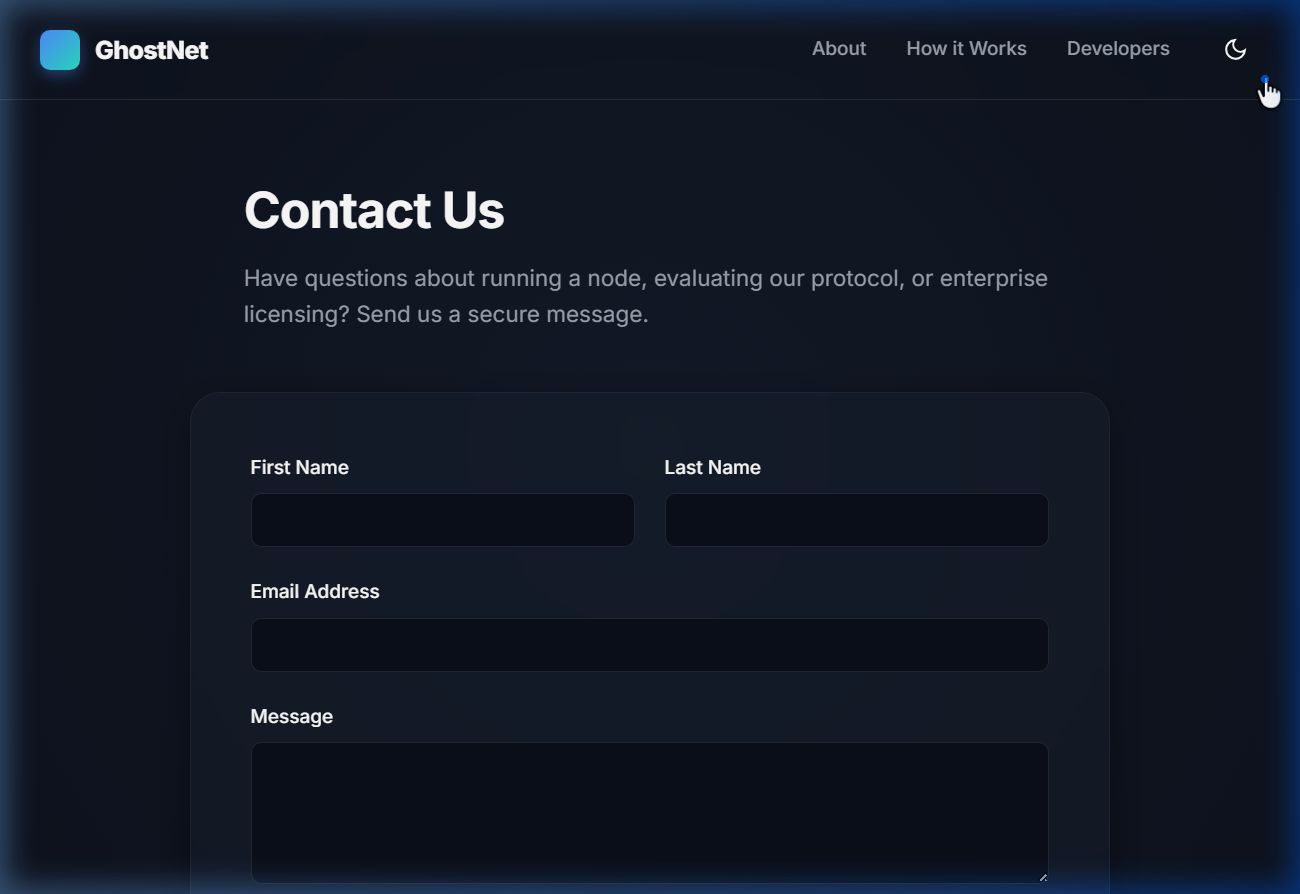 GhostNet
About
How it Works
Developers
Contact Us
Have questions about running a node, evaluating our protocol, or enterprise
licensing? Send us a secure message.
First Name
Last Name
Email Address
Message